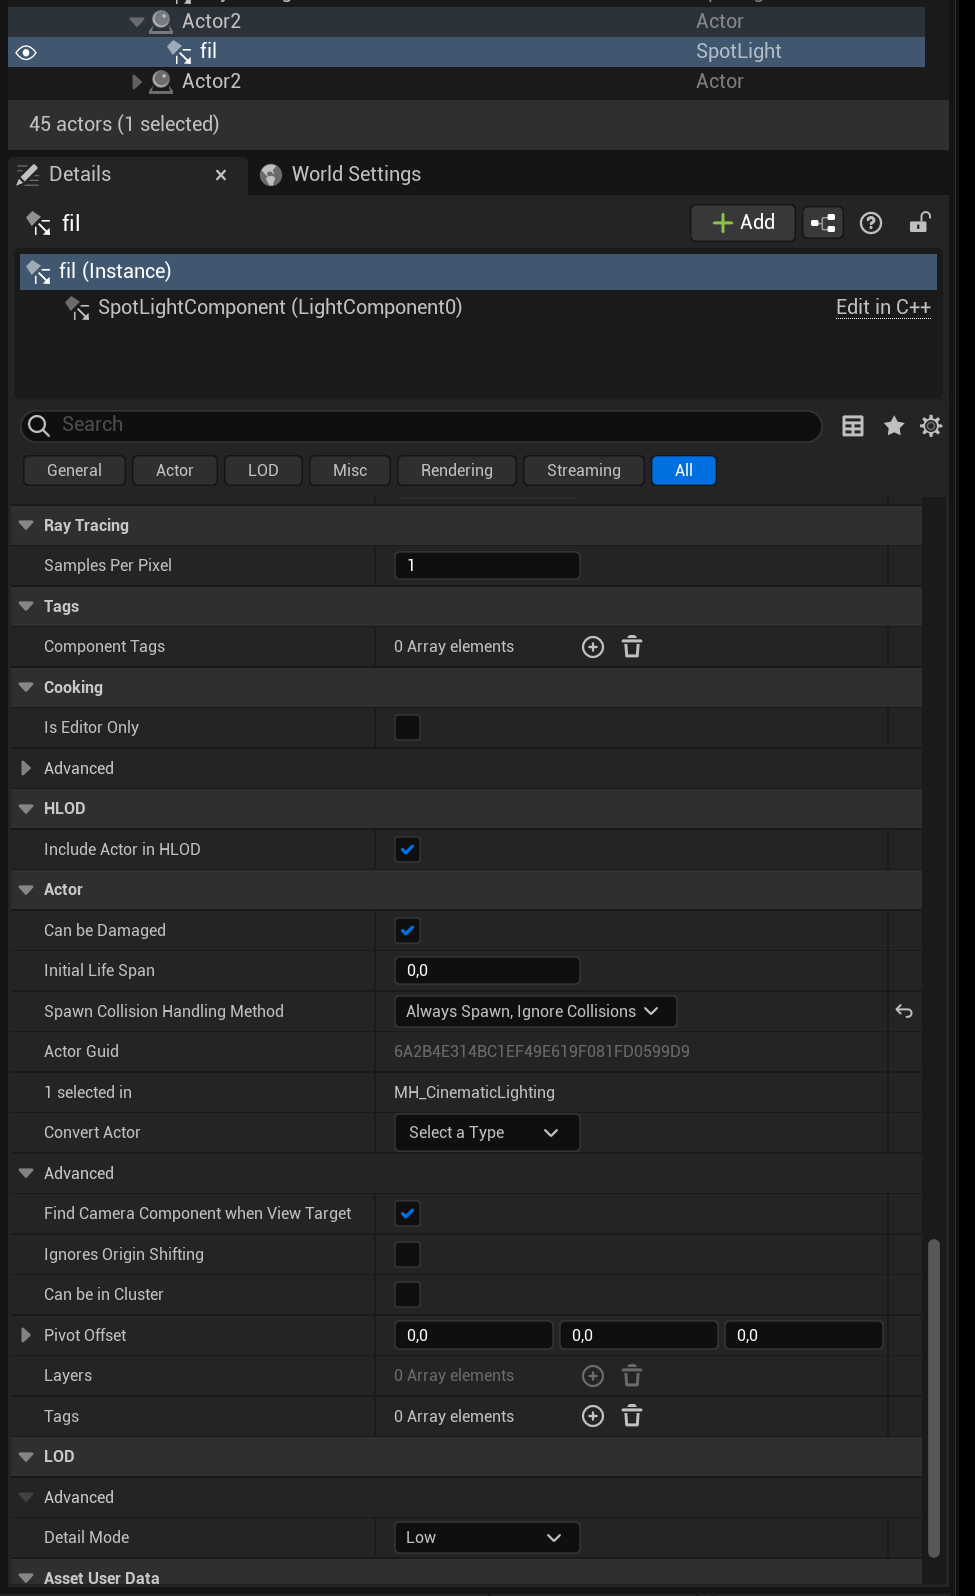 Actor2 Actor
fil SpotLight
Actor2 Actor
45 actors (1 selected)
Details World Settings
fil Add
fil (Instance)
SpotLightComponent (LightComponent0) Edit in C++
Search
General Actor LOD Misc Rendering Streaming All
Ray Tracing
Samples Per Pixel 1
Tags
Component Tags 0 Array elements
Cooking
Is Editor Only
Advanced
HLOD
Include Actor in HLOD
Actor
Can be Damaged
Initial Life Span 0,0
Spawn Collision Handling Method Always Spawn, Ignore Collisions
Actor Guid 6A2B4E314BC1EF49E619F081FD0599D9
1 selected in MH_CinematicLighting
Convert Actor Select a Type
Advanced
Find Camera Component when View Target
Ignores Origin Shifting
Can be in Cluster
Pivot Offset 0,0 0,0 0,0
Layers 0 Array elements
Tags 0 Array elements
LOD
Advanced
Detail Mode Low
Asset User Data